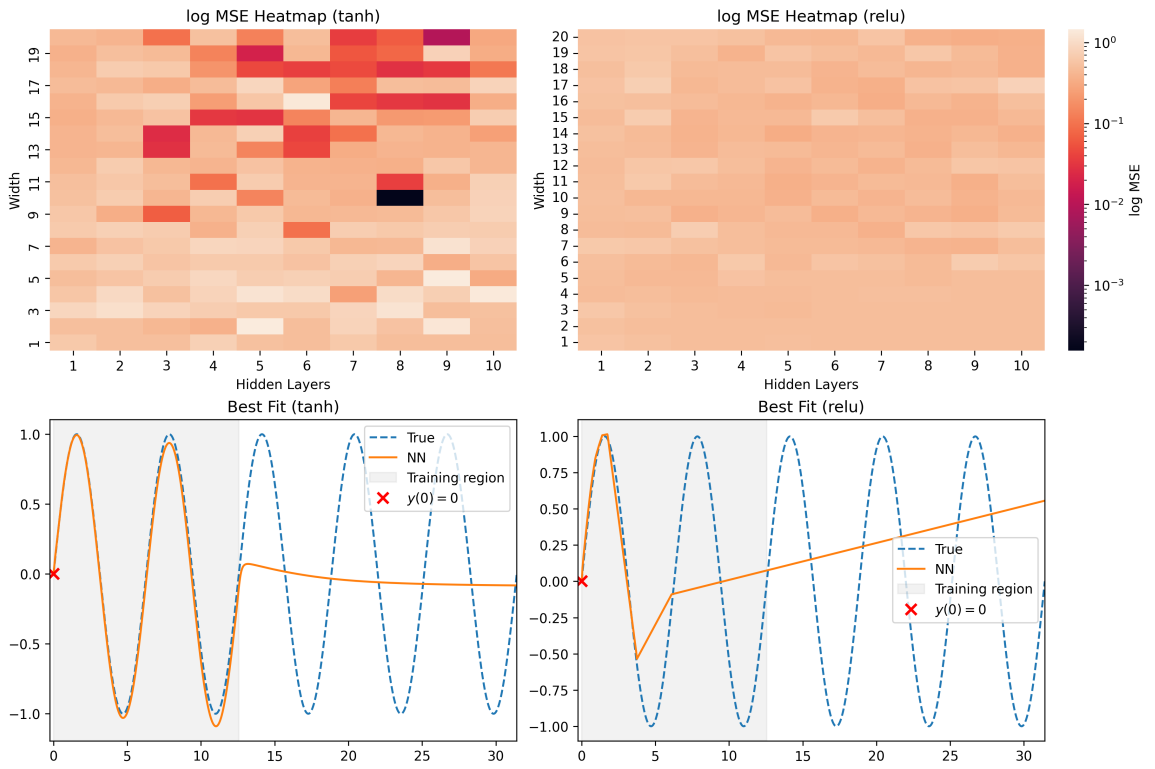 log MSE Heatmap (tanh)
19
17
15
13
11
9
7
5
3
1
Width
1 2 3 4 5 6 7 8 9 10
Hidden Layers
log MSE Heatmap (relu)
20
19
18
17
16
15
14
13
12
11
10
9
8
7
6
5
4
3
2
1
Width
1 2 3 4 5 6 7 8 9 10
Hidden Layers
10⁰
10⁻¹
10⁻²
10⁻³
log MSE
Best Fit (tanh)
1.0
0.5
0.0
−0.5
−1.0
0 5 10 15 20 25 30
True
NN
Training region
y(0) = 0
Best Fit (relu)
1.00
0.75
0.50
0.25
0.00
−0.25
−0.50
−0.75
−1.00
0 5 10 15 20 25 30
True
NN
Training region
y(0) = 0